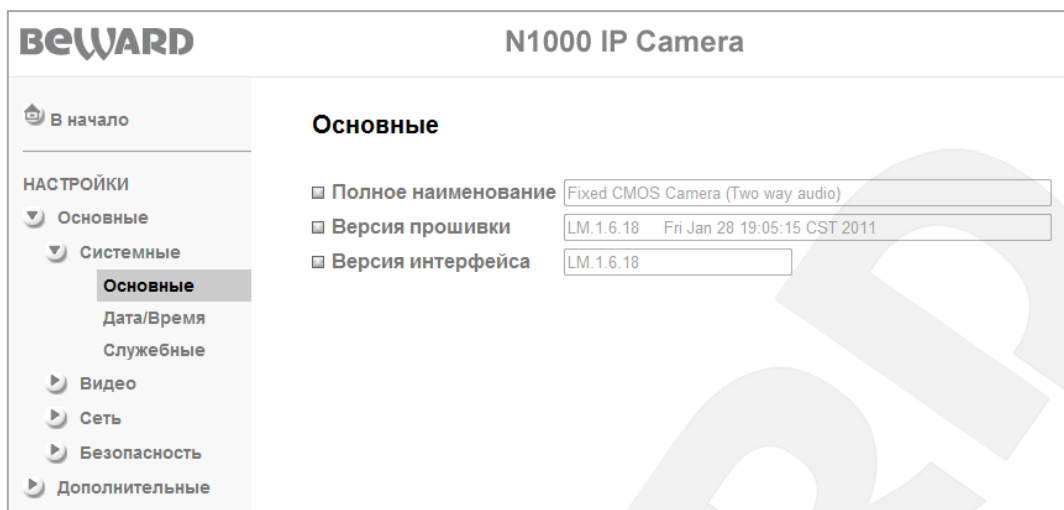 BEWARD
N1000 IP Camera
В начало
НАСТРОЙКИ
Основные
Системные
Основные
Дата/Время
Служебные
Видео
Сеть
Безопасность
Дополнительные
Основные
Полное наименование Fixed CMOS Camera (Two way audio)
Версия прошивки LM.1.6.18 Fri Jan 28 19:05:15 CST 2011
Версия интерфейса LM.1.6.18